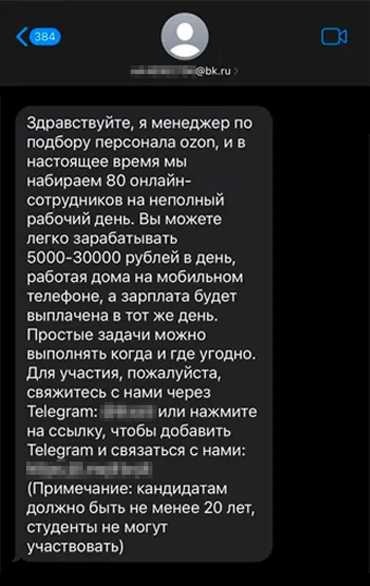 384
@bk.ru
Здравствуйте, я менеджер по
подбору персонала ozon, и в
настоящее время мы
набираем 80 онлайн-
сотрудников на неполный
рабочий день. Вы можете
легко зарабатывать
5000-30000 рублей в день,
работая дома на мобильном
телефоне, а зарплата будет
выплачена в тот же день.
Простые задачи можно
выполнять когда и где угодно.
Для участия, пожалуйста,
свяжитесь с нами через
Telegram: или нажмите
на ссылку, чтобы добавить
Telegram и связаться с нами:
(Примечание: кандидатам
должно быть не менее 20 лет,
студенты не могут
участвовать)